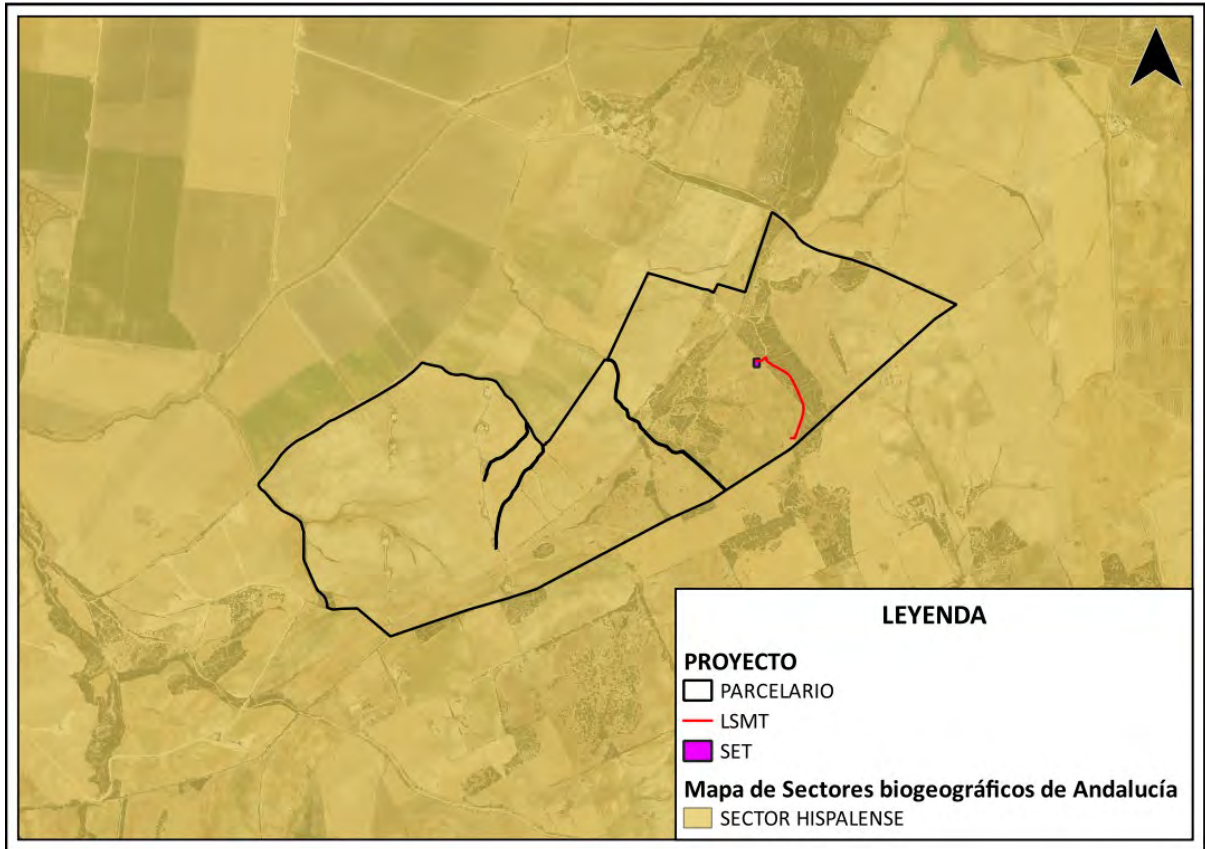 LEYENDA
PROYECTO
PARCELARIO
LSMT
SET
Mapa de Sectores biogeográficos de Andalucía
SECTOR HISPALENSE